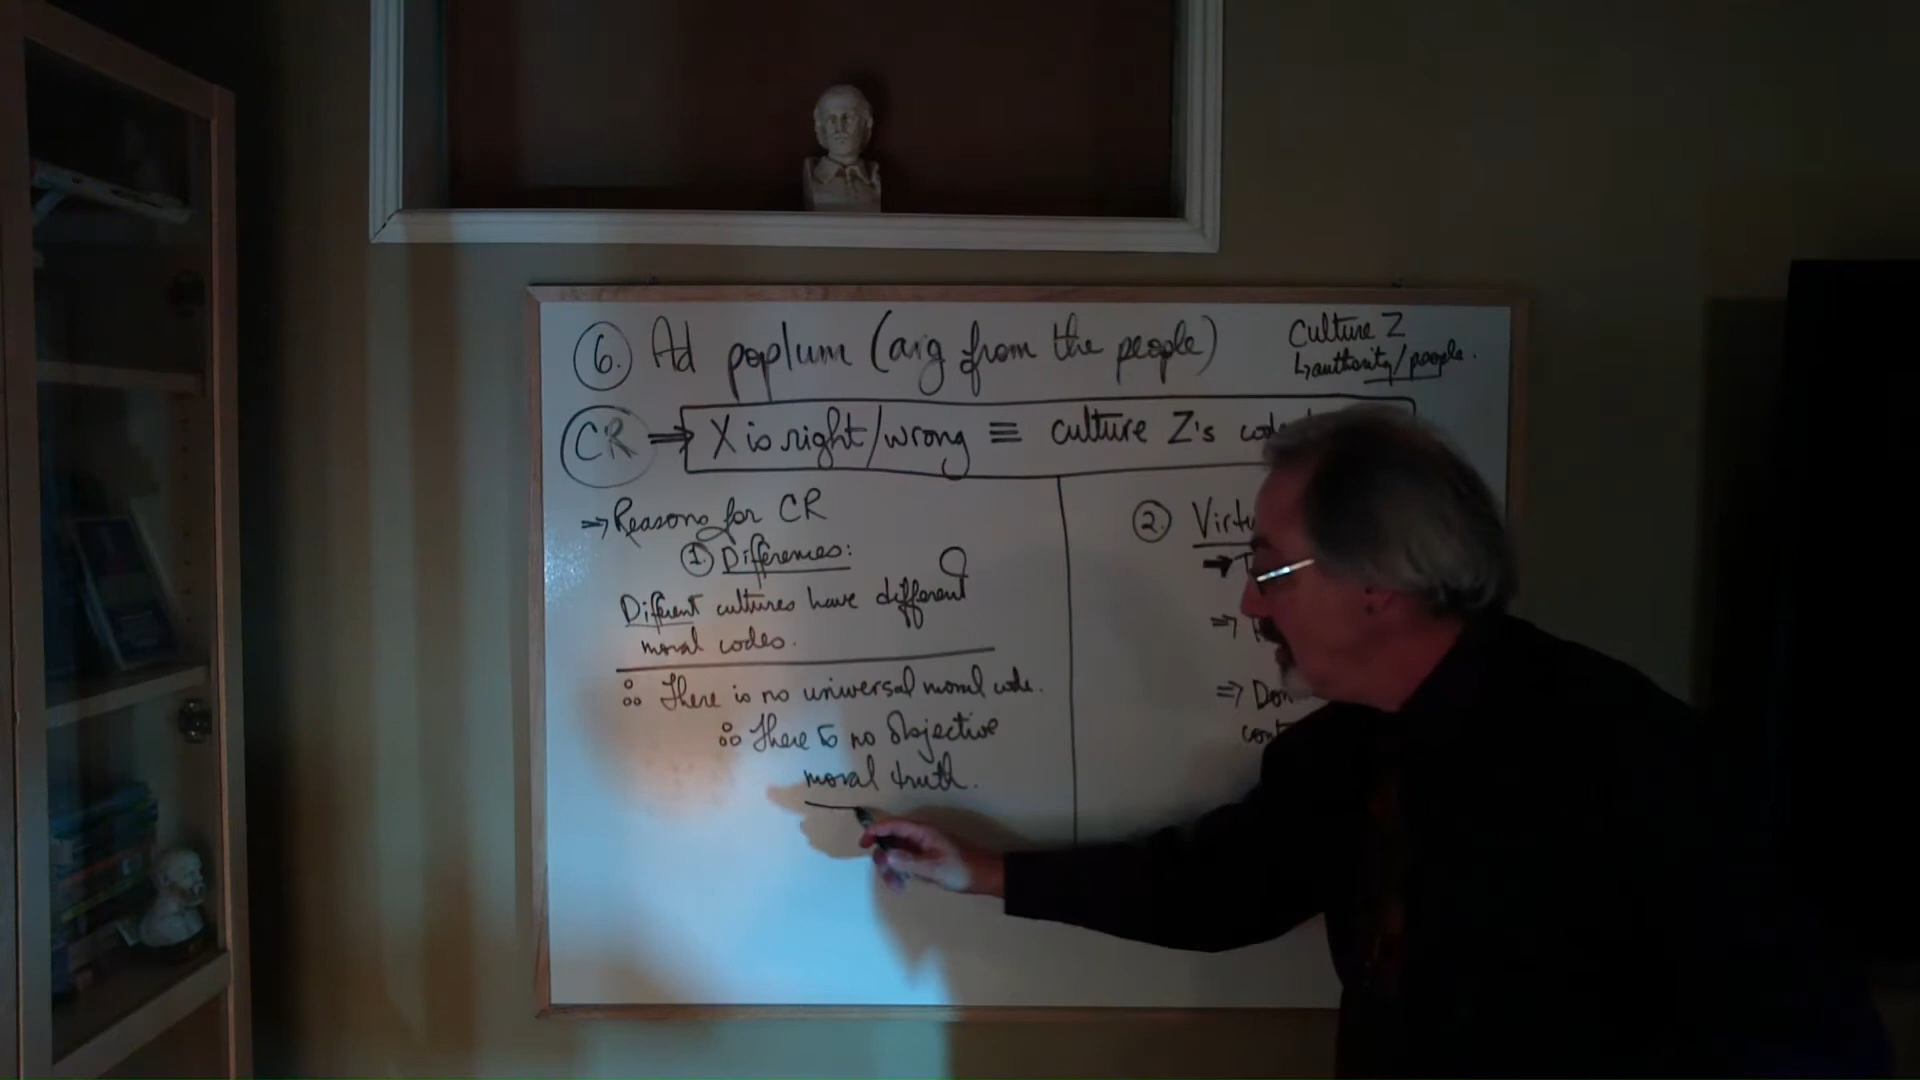 6. Ad poplum (arg from the people)
Culture Z
↳ authority/people.
CR ⇒ X is right/wrong ≡ culture Z's
⇒ Reasons for CR
1. Differences:
Different cultures have different
moral codes.
∴ There is no universal moral code.
∴ There is no Objective
moral truth.
2.
⇒
⇒
⇒